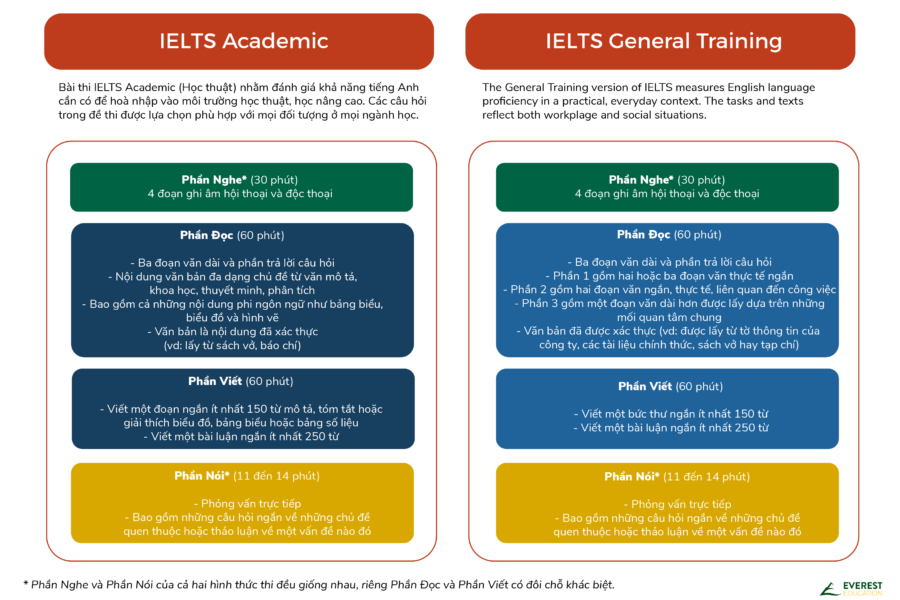 IELTS Academic
Bài thi IELTS Academic (Học thuật) nhằm đánh giá khả năng tiếng Anh
cần có để hoà nhập vào môi trường học thuật, học nâng cao. Các câu hỏi
trong đề thi được lựa chọn phù hợp với mọi đối tượng ở mọi ngành học.
Phần Nghe* (30 phút)
4 đoạn ghi âm hội thoại và độc thoại
Phần Đọc (60 phút)
- Ba đoạn văn dài và phần trả lời câu hỏi
- Nội dung văn bản đa dạng chủ đề từ văn mô tả,
khoa học, thuyết minh, phân tích
- Bao gồm cả những nội dung phi ngôn ngữ như bảng biểu,
biểu đồ và hình vẽ
- Văn bản là nội dung đã xác thực
(vd: lấy từ sách vở, báo chí)
Phần Viết (60 phút)
- Viết một đoạn ngắn ít nhất 150 từ mô tả, tóm tắt hoặc
giải thích biểu đồ, bảng biểu hoặc bảng số liệu
- Viết một bài luận ngắn ít nhất 250 từ
Phần Nói* (11 đến 14 phút)
- Phỏng vấn trực tiếp
- Bao gồm những câu hỏi ngắn về những chủ đề
quen thuộc hoặc thảo luận về một vấn đề nào đó
IELTS General Training
The General Training version of IELTS measures English language
proficiency in a practical, everyday context. The tasks and texts
reflect both workplage and social situations.
Phần Nghe* (30 phút)
4 đoạn ghi âm hội thoại và độc thoại
Phần Đọc (60 phút)
- Ba đoạn văn dài và phần trả lời câu hỏi
- Phần 1 gồm hai hoặc ba đoạn văn thực tế ngắn
- Phần 2 gồm hai đoạn văn ngắn, thực tế, liên quan đến công việc
- Phần 3 gồm một đoạn văn dài hơn được lấy dựa trên những
mối quan tâm chung
- Văn bản đã được xác thực (vd: được lấy từ tờ thông tin của
công ty, các tài liệu chính thức, sách vở hay tạp chí)
Phần Viết (60 phút)
- Viết một bức thư ngắn ít nhất 150 từ
- Viết một bài luận ngắn ít nhất 250 từ
Phần Nói* (11 đến 14 phút)
- Phỏng vấn trực tiếp
- Bao gồm những câu hỏi ngắn về những chủ đề
quen thuộc hoặc thảo luận về một vấn đề nào đó
* Phần Nghe và Phần Nói của cả hai hình thức thi đều giống nhau, riêng Phần Đọc và Phần Viết có đôi chỗ khác biệt.
EVEREST
EDUCATION